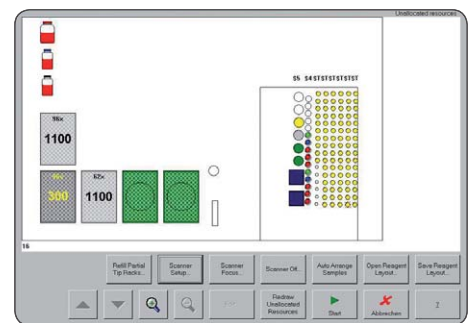 Unallocated resources
S5 S4 ST ST ST ST ST ST
96x
1100
96x
300
62x
1100
16
Refill Partial Tip Racks...
Scanner Setup...
Scanner Focus...
Scanner Off...
Auto Arrange Samples
Open Reagent Layout...
Save Reagent Layout...
Redraw Unallocated Resources
Start
Abbrechen
?